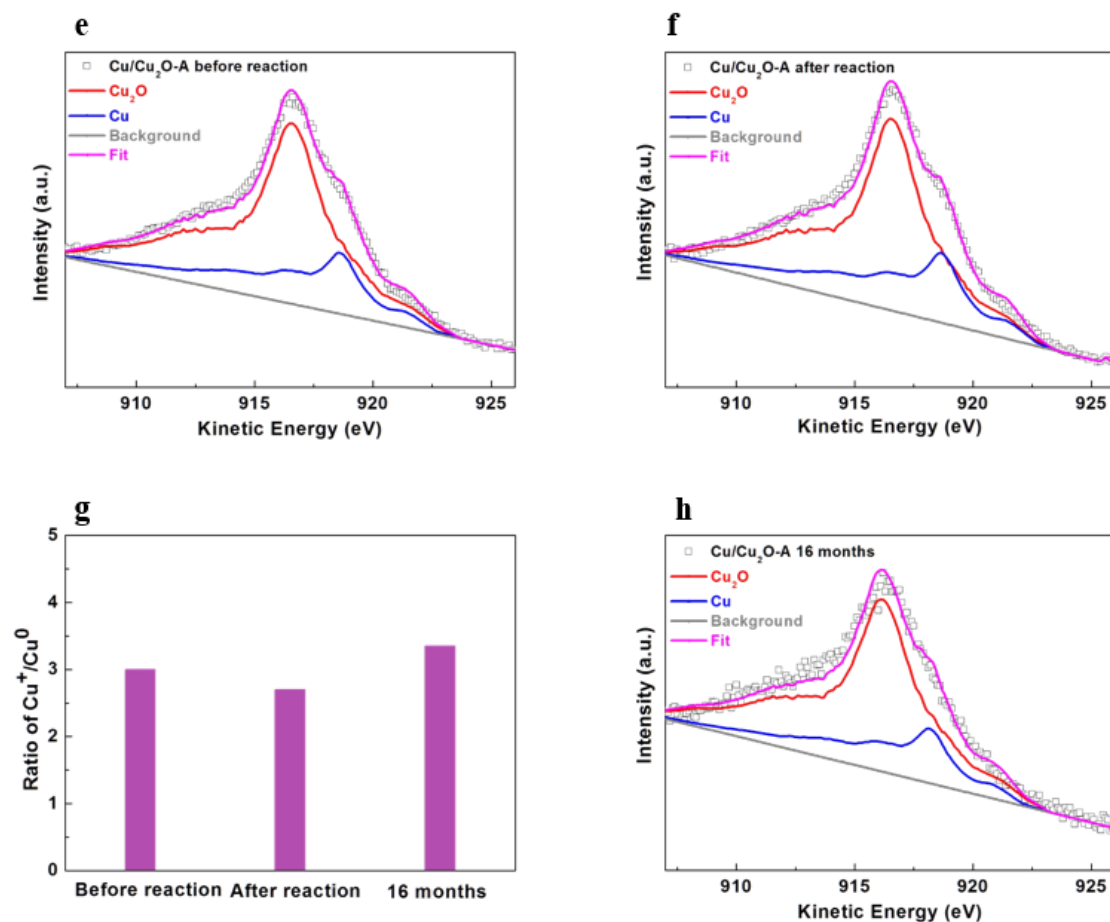 e
Cu/Cu₂O-A before reaction
Cu₂O
Cu
Background
Fit
Intensity (a.u.)
910 915 920 925
Kinetic Energy (eV)
f
Cu/Cu₂O-A after reaction
Cu₂O
Cu
Background
Fit
Intensity (a.u.)
910 915 920 925
Kinetic Energy (eV)
g
5
4
3
2
1
0
Ratio of Cu⁺/Cu⁰
Before reaction After reaction 16 months
h
Cu/Cu₂O-A 16 months
Cu₂O
Cu
Background
Fit
Intensity (a.u.)
910 915 920 925
Kinetic Energy (eV)